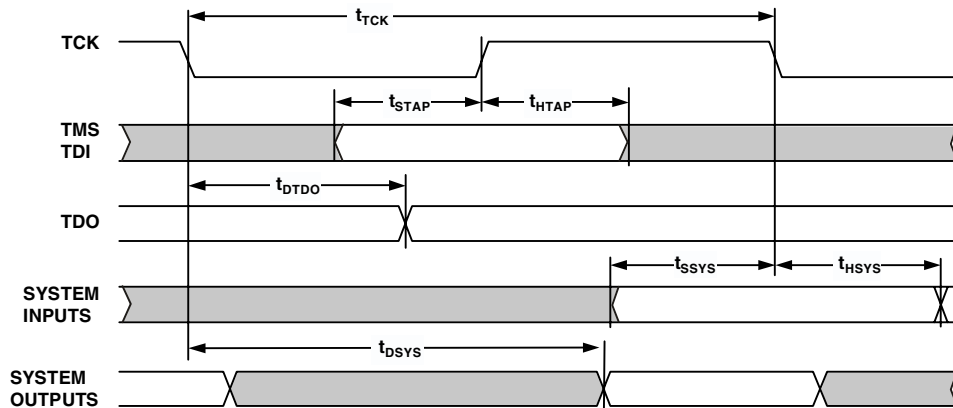 tTCK
TCK
tSTAP
tHTAP
TMS
TDI
tDTDO
TDO
tSSYS
tHSYS
SYSTEM
INPUTS
tDSYS
SYSTEM
OUTPUTS